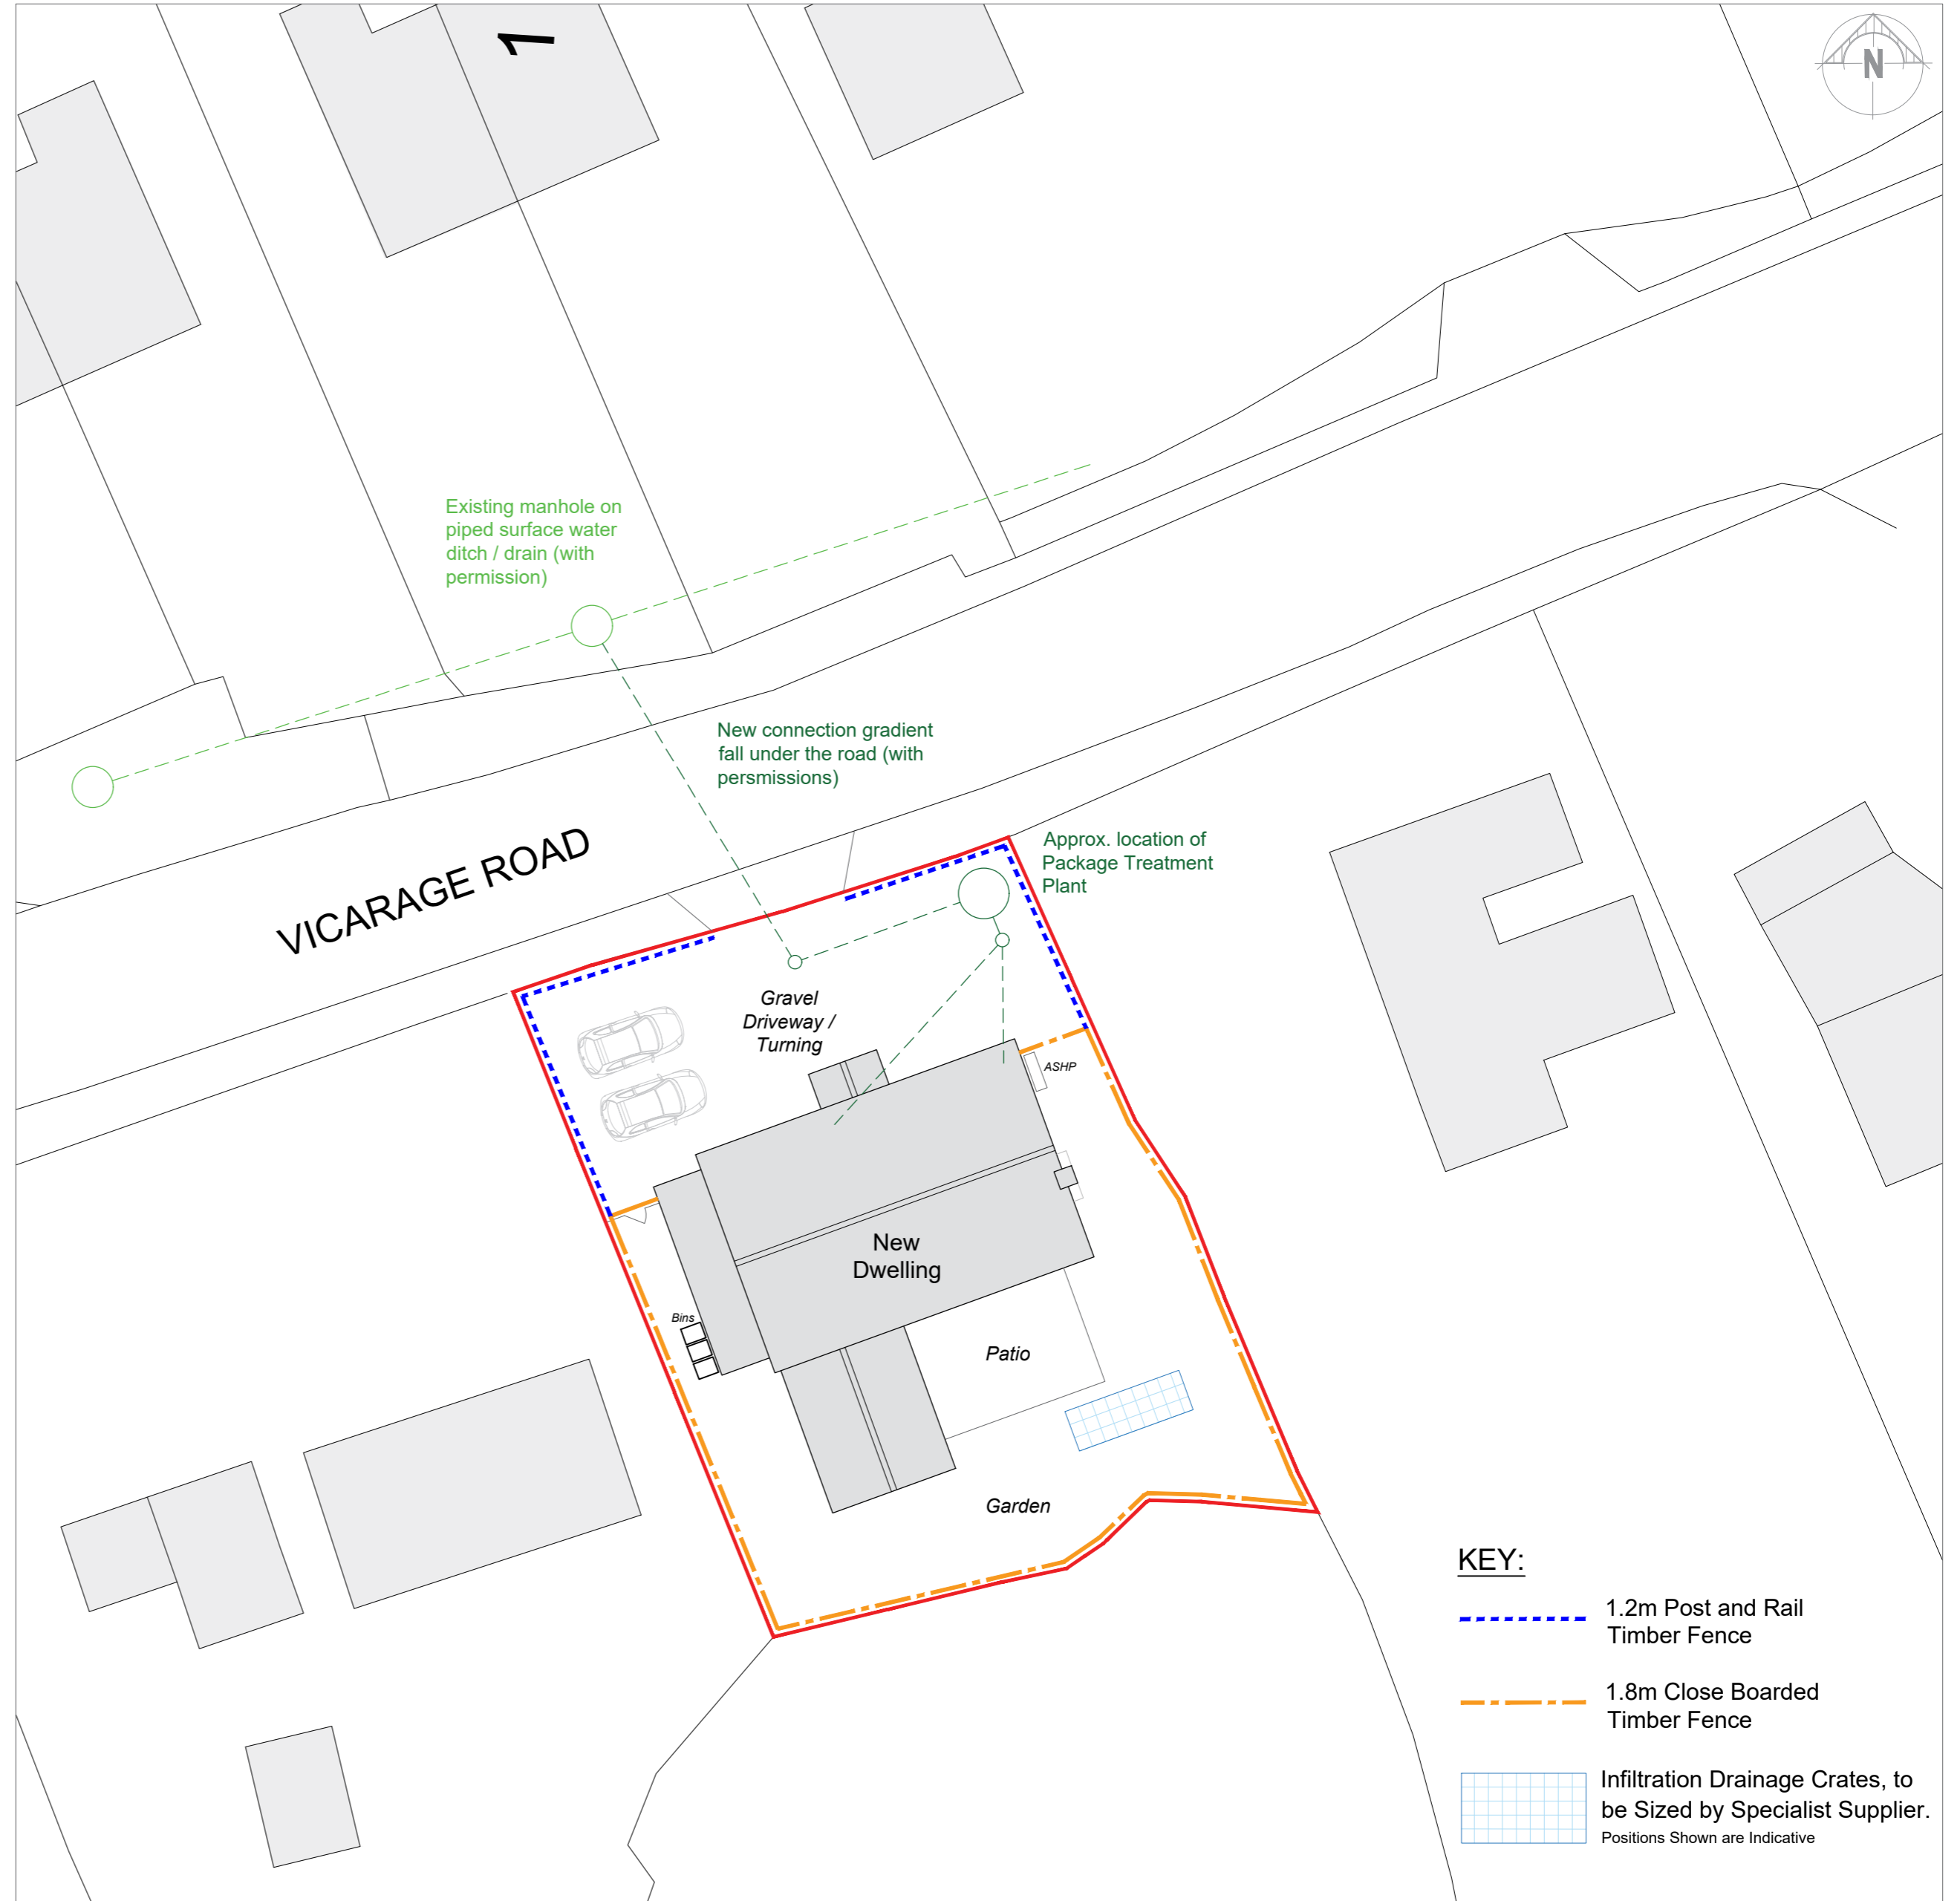 1
N
Existing manhole on
piped surface water
ditch / drain (with
permission)
New connection gradient
fall under the road (with
persmissions)
VICARAGE ROAD
Approx. location of
Package Treatment
Plant
Gravel
Driveway /
Turning
ASHP
New
Dwelling
Bins
Patio
Garden
KEY:
1.2m Post and Rail
Timber Fence
1.8m Close Boarded
Timber Fence
Infiltration Drainage Crates, to
be Sized by Specialist Supplier.
Positions Shown are Indicative